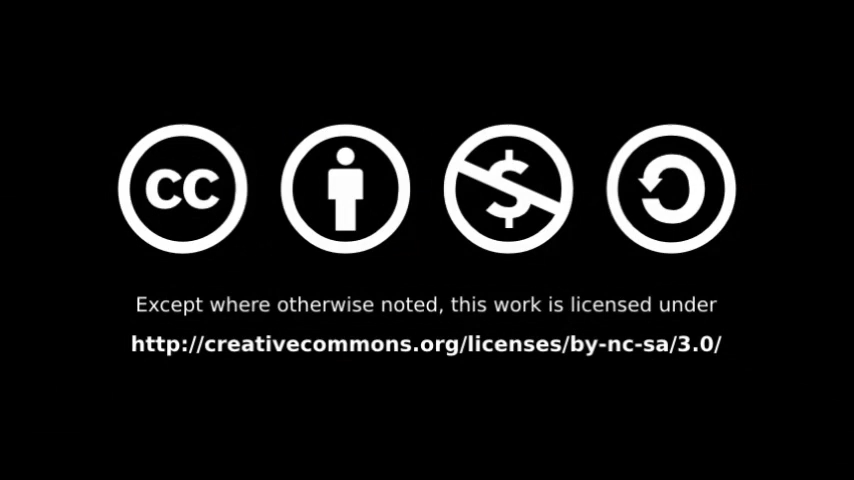 cc
$
Except where otherwise noted, this work is licensed under
http://creativecommons.org/licenses/by-nc-sa/3.0/